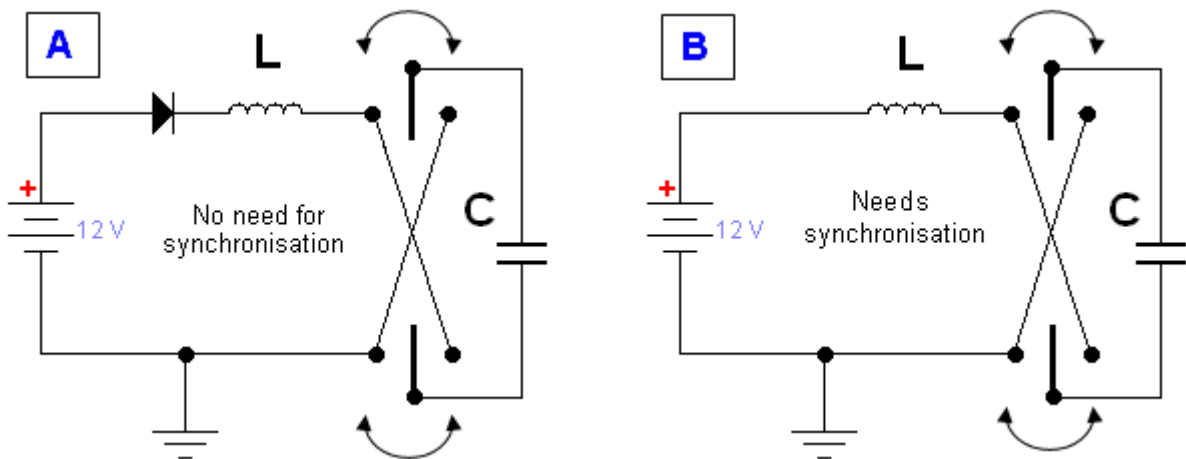 A
L
+
12 V
No need for
synchronisation
C
B
L
+
12 V
Needs
synchronisation
C